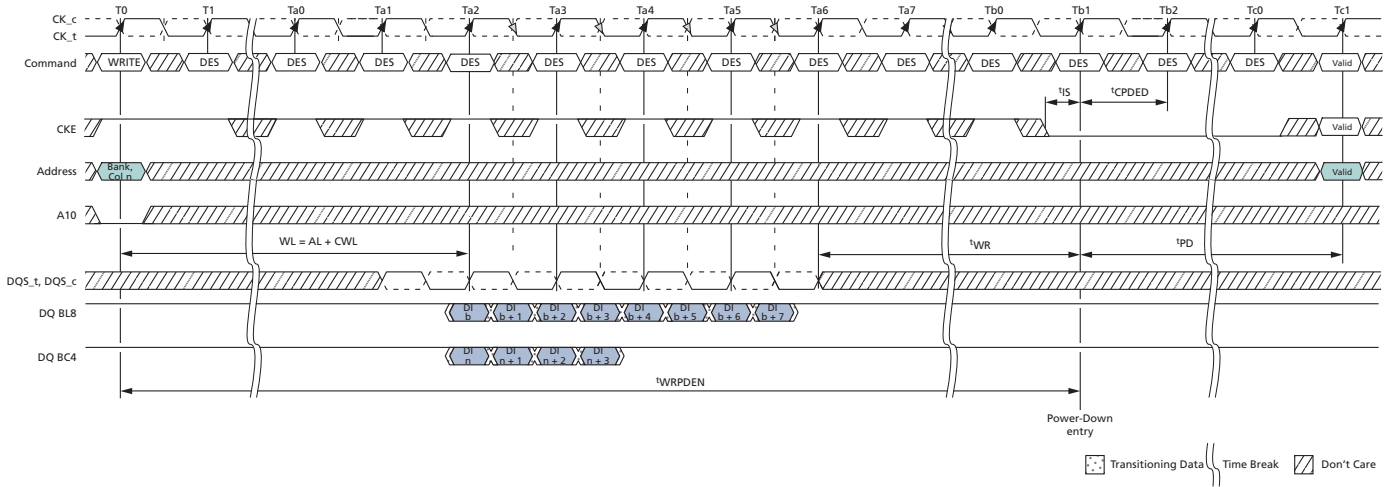 T0 T1 Ta0 Ta1 Ta2 Ta3 Ta4 Ta5 Ta6 Ta7 Tb0 Tb1 Tb2 Tc0 Tc1
CK_c
CK_t
Command WRITE DES DES DES DES DES DES DES DES DES DES DES DES DES Valid
tIS tCPDED
CKE Valid
Address Bank, Col n Valid
A10
WL = AL + CWL tWR tPD
DQS_t, DQS_c
DQ BL8 DI b DI b + 1 DI b + 2 DI b + 3 DI b + 4 DI b + 5 DI b + 6 DI b + 7
DQ BC4 DI n DI n + 1 DI n + 2 DI n + 3
tWRPDEN
Power-Down
entry
Transitioning Data Time Break Don't Care